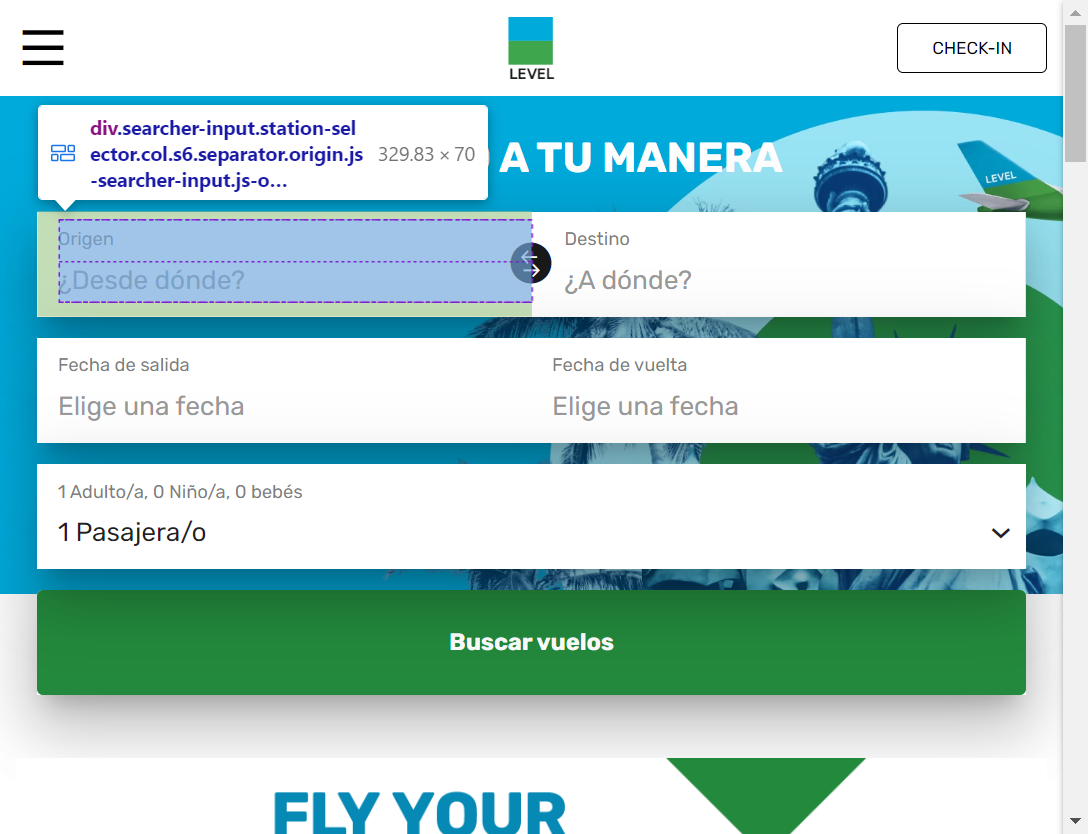 LEVEL
CHECK-IN
div.searcher-input.station-sel
ector.col.s6.separator.origin.js
-searcher-input.js-o...
329.83 × 70
A TU MANERA
LEVEL
Origen
¿Desde dónde?
Destino
¿A dónde?
Fecha de salida
Elige una fecha
Fecha de vuelta
Elige una fecha
1 Adulto/a, 0 Niño/a, 0 bebés
1 Pasajera/o
Buscar vuelos
FLY YOUR